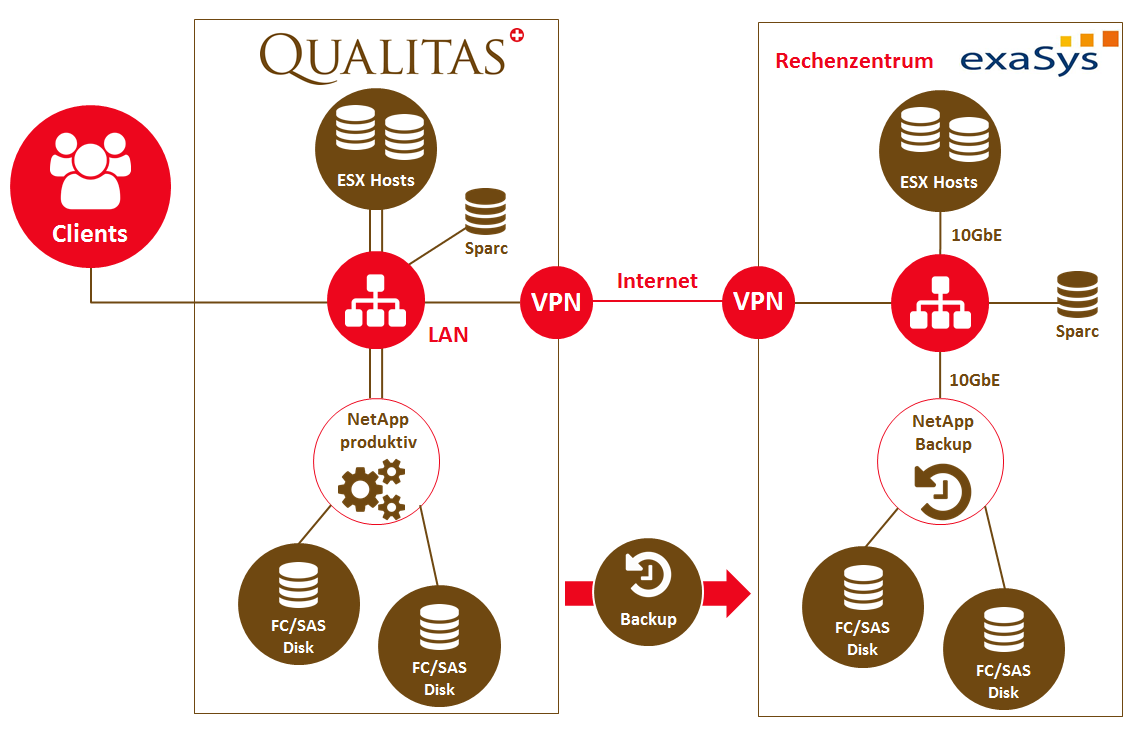 QUALITAS
Rechenzentrum
exaSys
Clients
ESX Hosts
Sparc
LAN
VPN
Internet
VPN
ESX Hosts
10GbE
Sparc
10GbE
NetApp
produktiv
FC/SAS
Disk
FC/SAS
Disk
Backup
NetApp
Backup
FC/SAS
Disk
FC/SAS
Disk